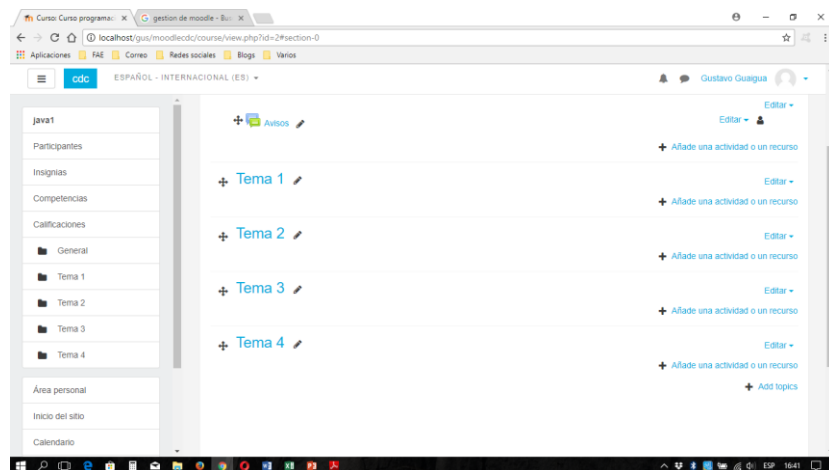 Curso: Curso programac
gestion de moodle - Bus
localhost/gus/moodlecdc/course/view.php?id=2#section-0
Aplicaciones FAE Correo Redes sociales Blogs Varios
cdc ESPAÑOL - INTERNACIONAL (ES) Gustavo Guaigua
java1
Participantes
Insignias
Competencias
Calificaciones
General
Tema 1
Tema 2
Tema 3
Tema 4
Área personal
Inicio del sitio
Calendario
Editar
Avisos Editar
Añade una actividad o un recurso
Tema 1 Editar
Añade una actividad o un recurso
Tema 2 Editar
Añade una actividad o un recurso
Tema 3 Editar
Añade una actividad o un recurso
Tema 4 Editar
Añade una actividad o un recurso
Add topics
ESP 16:41